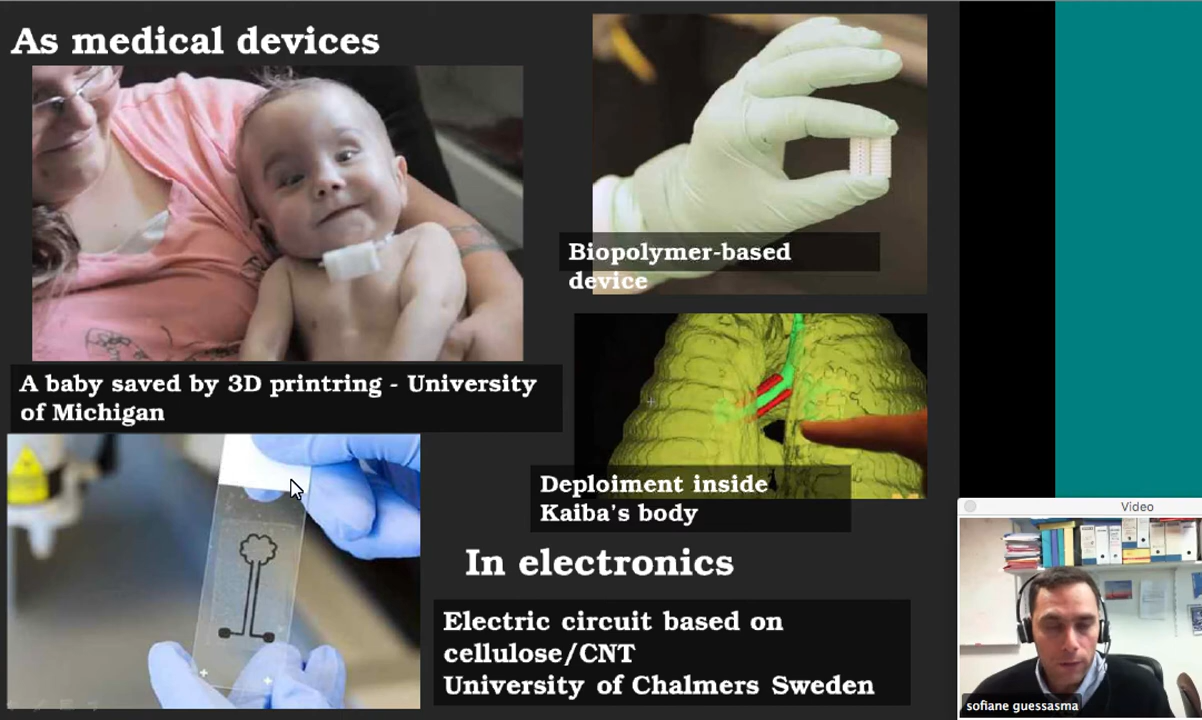 As medical devices
Biopolymer-based
device
A baby saved by 3D printring - University
of Michigan
Deploiment inside
Kaiba's body
In electronics
Electric circuit based on
cellulose/CNT
University of Chalmers Sweden
Video
sofiane guessasma